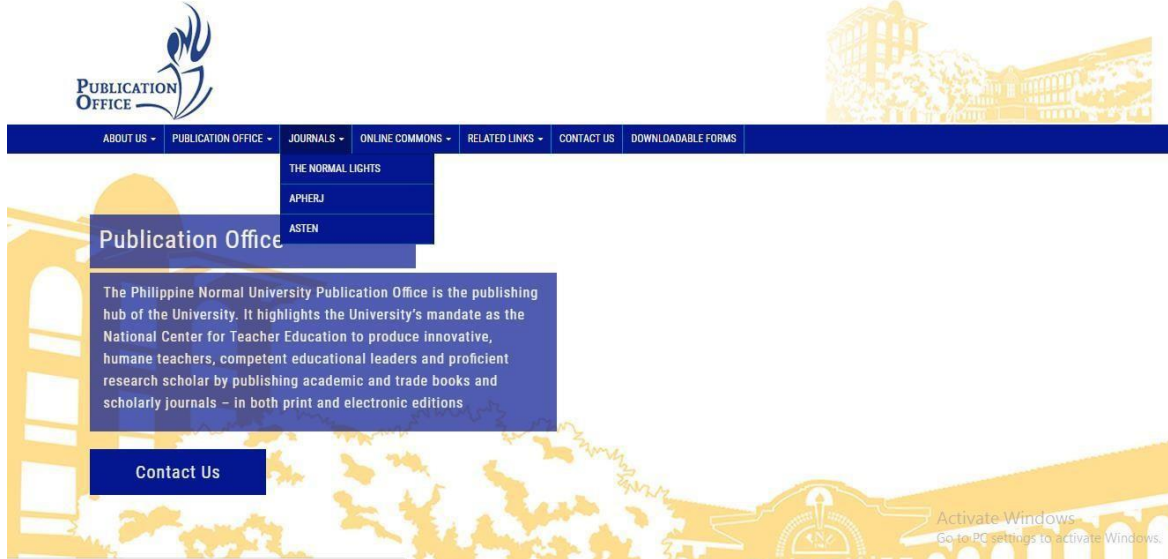 PNU
PUBLICATION
OFFICE
ABOUT US PUBLICATION OFFICE JOURNALS ONLINE COMMONS RELATED LINKS CONTACT US DOWNLOADABLE FORMS
THE NORMAL LIGHTS
APHERJ
ASTEN
Publication Office
The Philippine Normal University Publication Office is the publishing
hub of the University. It highlights the University's mandate as the
National Center for Teacher Education to produce innovative,
humane teachers, competent educational leaders and proficient
research scholar by publishing academic and trade books and
scholarly journals – in both print and electronic editions
Contact Us
Activate Windows
Go to PC settings to activate Windows.